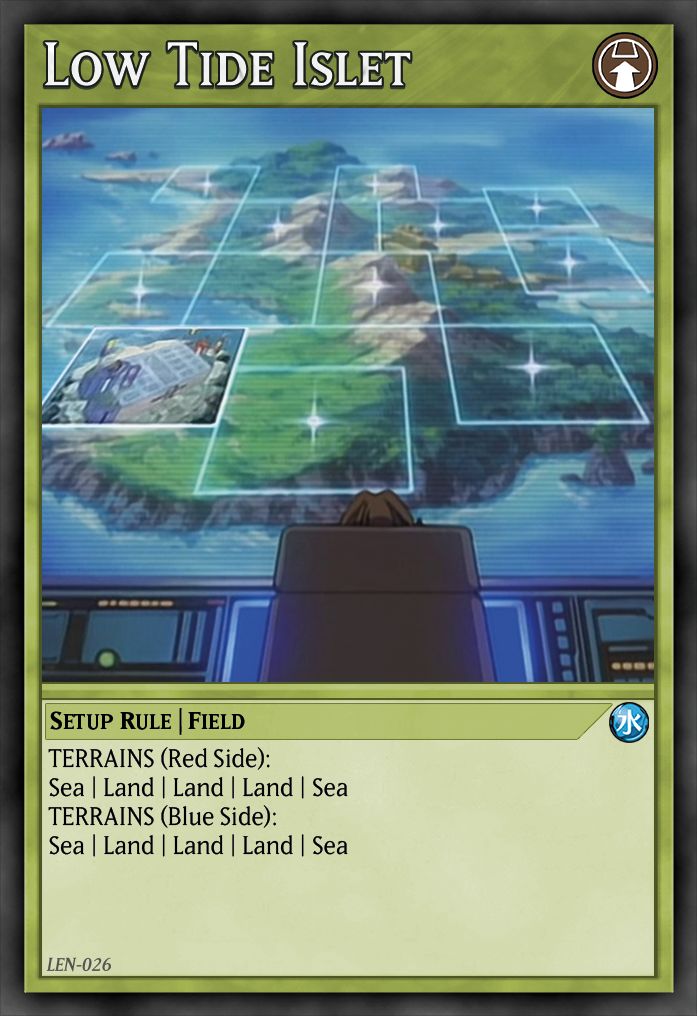 Low Tide Islet
Setup Rule | Field
水
TERRAINS (Red Side):
Sea | Land | Land | Land | Sea
TERRAINS (Blue Side):
Sea | Land | Land | Land | Sea
LEN-026